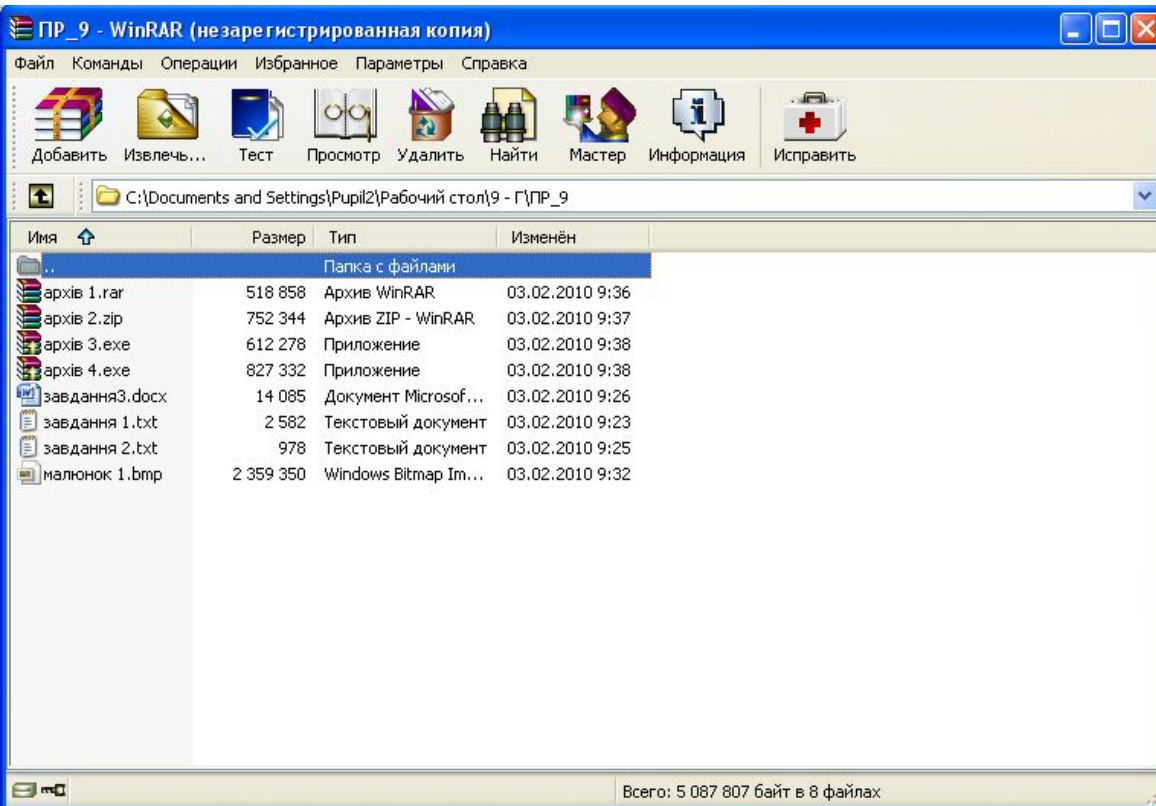 ПР_9 - WinRAR (незарегистрированная копия)
Файл Команды Операции Избранное Параметры Справка
Добавить Извлечь... Тест Просмотр Удалить Найти Мастер Информация Исправить
C:\Documents and Settings\Pupil2\Рабочий стол\9 - Г\ПР_9
Имя Размер Тип Изменён
.. Папка с файлами
архів 1.rar 518 858 Архив WinRAR 03.02.2010 9:36
архів 2.zip 752 344 Архив ZIP - WinRAR 03.02.2010 9:37
архів 3.exe 612 278 Приложение 03.02.2010 9:38
архів 4.exe 827 332 Приложение 03.02.2010 9:38
завдання3.docx 14 085 Документ Microsof... 03.02.2010 9:26
завдання 1.txt 2 582 Текстовый документ 03.02.2010 9:23
завдання 2.txt 978 Текстовый документ 03.02.2010 9:25
малюнок 1.bmp 2 359 350 Windows Bitmap Im... 03.02.2010 9:32
Всего: 5 087 807 байт в 8 файлах